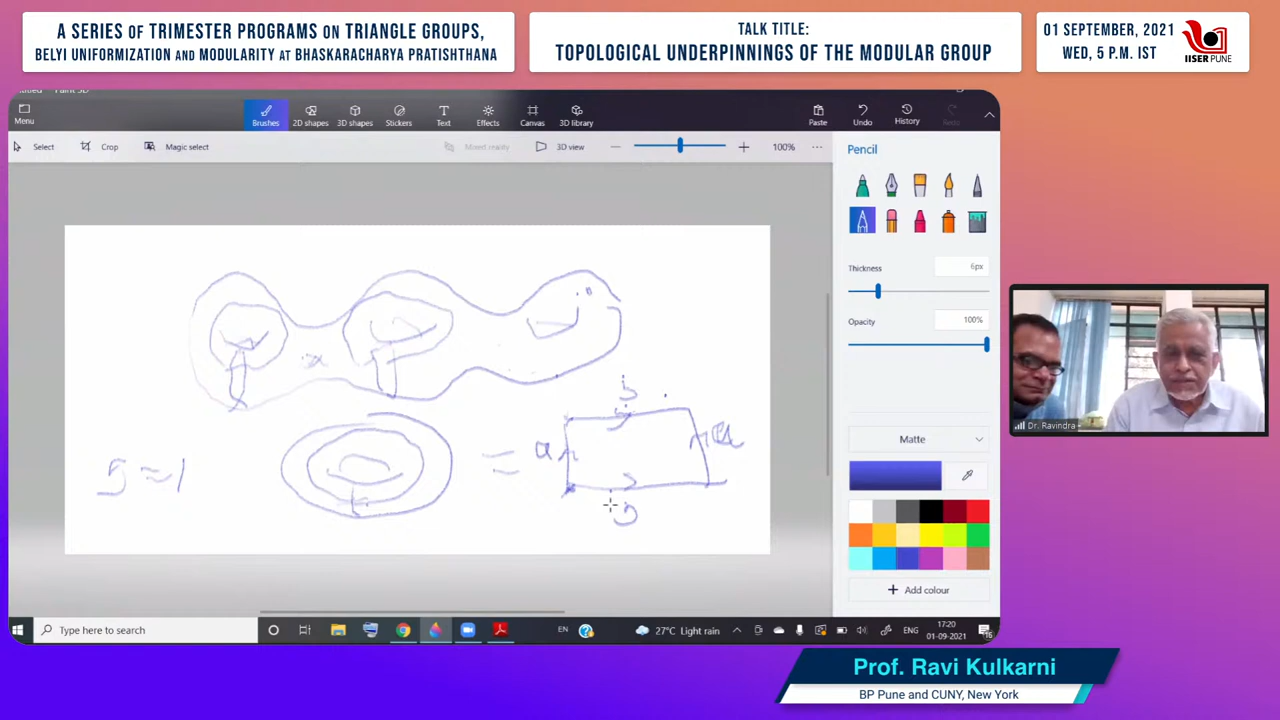 A SERIES OF TRIMESTER PROGRAMS ON TRIANGLE GROUPS,
BELYI UNIFORMIZATION AND MODULARITY AT BHASKARACHARYA PRATISHTHANA
TALK TITLE:
TOPOLOGICAL UNDERPINNINGS OF THE MODULAR GROUP
01 SEPTEMBER, 2021
WED, 5 P.M. IST
IISER PUNE
Menu
Brushes
2D shapes
3D shapes
Stickers
Text
Effects
Canvas
3D library
Paste
Undo
History
Redo
Select
Crop
Magic select
Mixed reality
3D view
100%
Pencil
Thickness
6px
Opacity
100%
Matte
Add colour
x
b
a
=
a
b
g = 1
Dr. Ravindra
Type here to search
EN
27°C Light rain
ENG
17:20
01-09-2021
16
Prof. Ravi Kulkarni
BP Pune and CUNY, New York